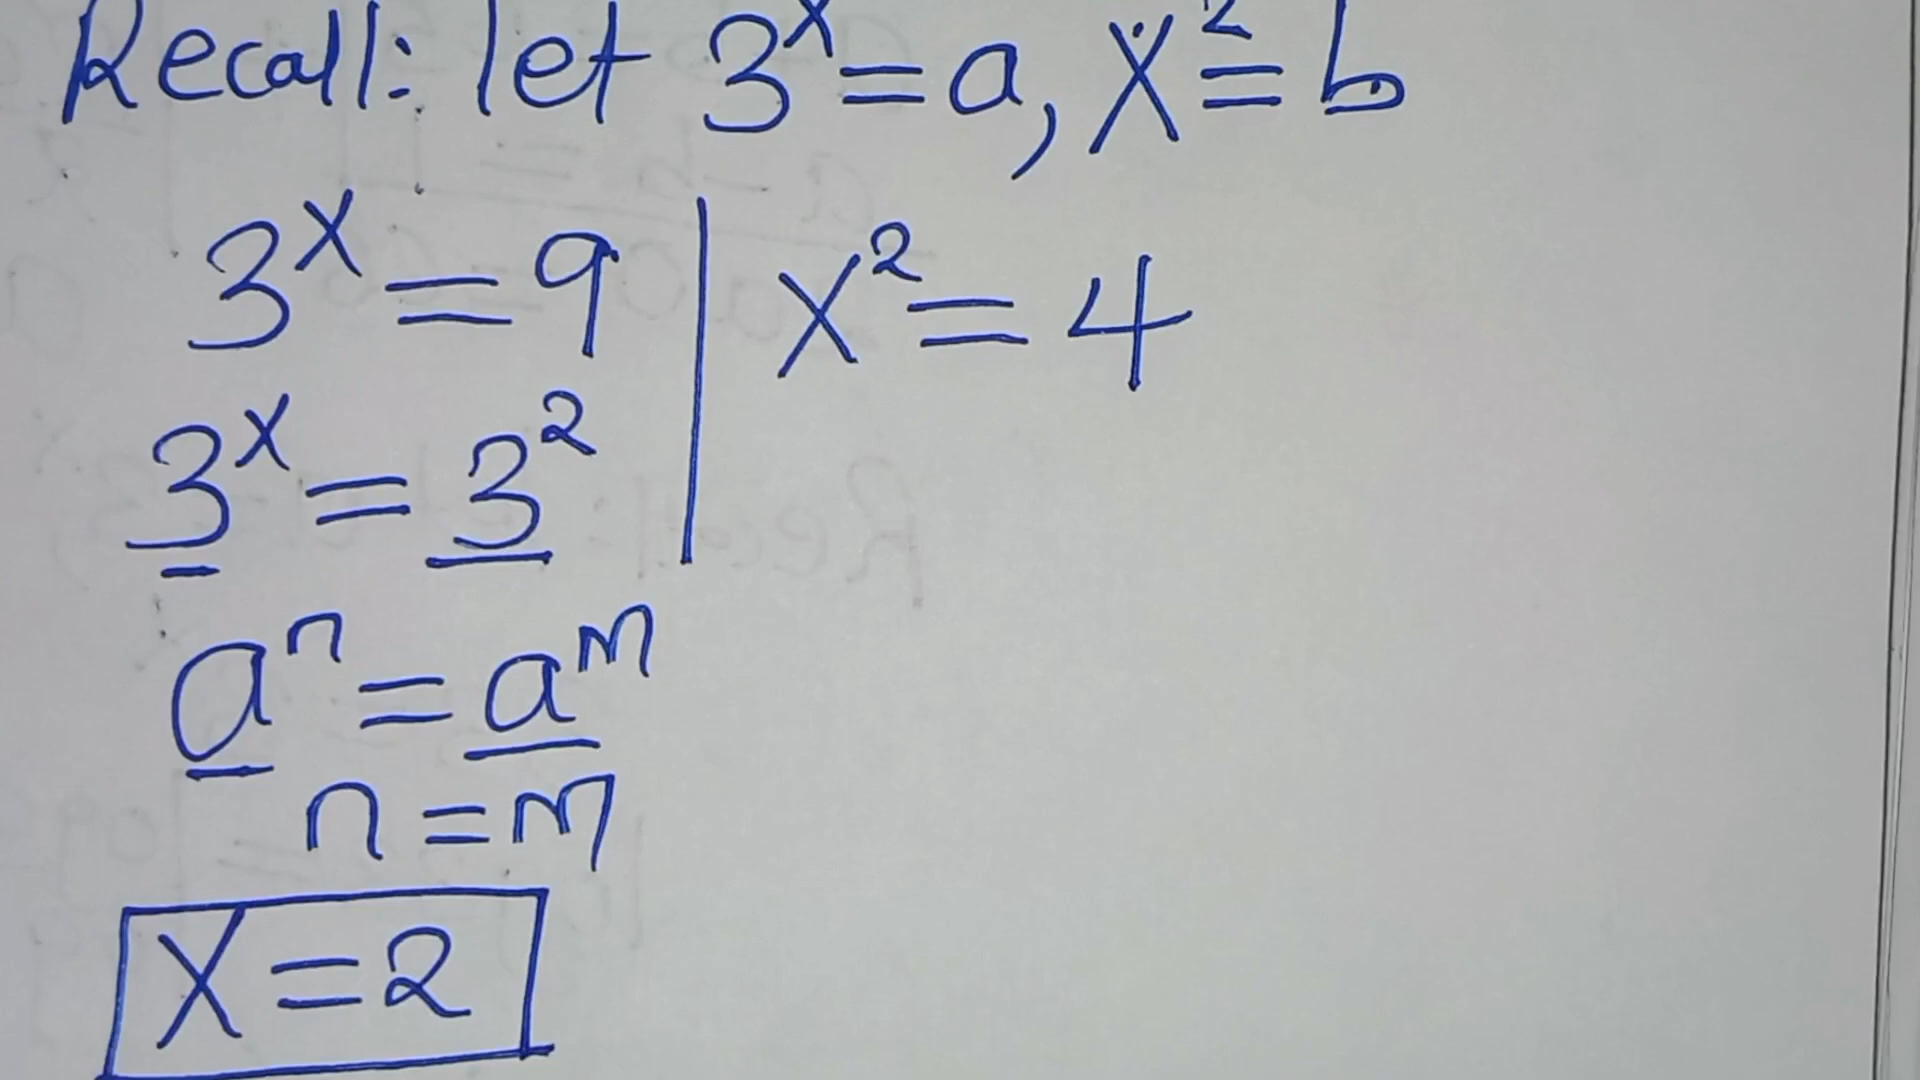 Recall: let 3^x = a, x^2 = b
3^x = 9 | x^2 = 4
3^x = 3^2
a^n = a^m
n = m
x = 2